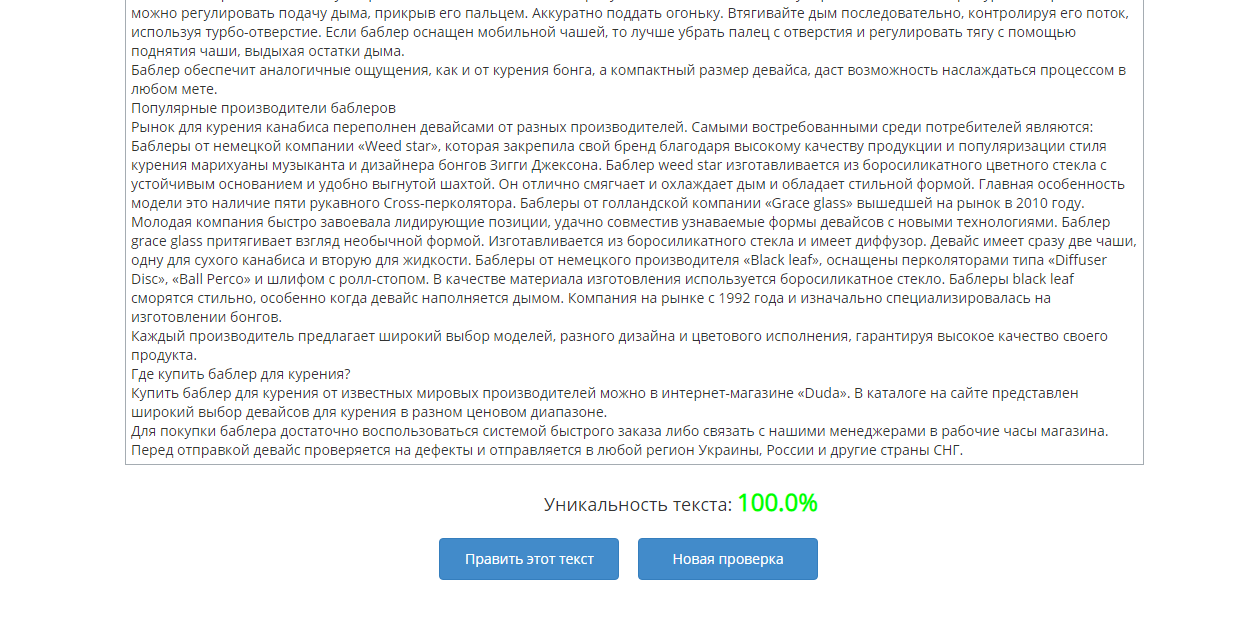 можно регулировать подачу дыма, прикрыв его пальцем. Аккуратно поддать огоньку. Втягивайте дым последовательно, контролируя его поток,
используя турбо-отверстие. Если баблер оснащен мобильной чашей, то лучше убрать палец с отверстия и регулировать тягу с помощью
поднятия чаши, выдыхая остатки дыма.
Баблер обеспечит аналогичные ощущения, как и от курения бонга, а компактный размер девайса, даст возможность наслаждаться процессом в
любом мете.
Популярные производители баблеров
Рынок для курения канабиса переполнен девайсами от разных производителей. Самыми востребованными среди потребителей являются:
Баблеры от немецкой компании «Weed star», которая закрепила свой бренд благодаря высокому качеству продукции и популяризации стиля
курения марихуаны музыканта и дизайнера бонгов Зигги Джексона. Баблер weed star изготавливается из боросиликатного цветного стекла с
устойчивым основанием и удобно выгнутой шахтой. Он отлично смягчает и охлаждает дым и обладает стильной формой. Главная особенность
модели это наличие пяти рукавного Cross-перколятора. Баблеры от голландской компании «Grace glass» вышедшей на рынок в 2010 году.
Молодая компания быстро завоевала лидирующие позиции, удачно совместив узнаваемые формы девайсов с новыми технологиями. Баблер
grace glass притягивает взгляд необычной формой. Изготавливается из боросиликатного стекла и имеет диффузор. Девайс имеет сразу две чаши,
одну для сухого канабиса и вторую для жидкости. Баблеры от немецкого производителя «Black leaf», оснащены перколяторами типа «Diffuser
Disc», «Ball Perco» и шлифом с ролл-стопом. В качестве материала изготовления используется боросиликатное стекло. Баблеры black leaf
сморятся стильно, особенно когда девайс наполняется дымом. Компания на рынке с 1992 года и изначально специализировалась на
изготовлении бонгов.
Каждый производитель предлагает широкий выбор моделей, разного дизайна и цветового исполнения, гарантируя высокое качество своего
продукта.
Где купить баблер для курения?
Купить баблер для курения от известных мировых производителей можно в интернет-магазине «Duda». В каталоге на сайте представлен
широкий выбор девайсов для курения в разном ценовом диапазоне.
Для покупки баблера достаточно воспользоваться системой быстрого заказа либо связать с нашими менеджерами в рабочие часы магазина.
Перед отправкой девайс проверяется на дефекты и отправляется в любой регион Украины, России и другие страны СНГ.
Уникальность текста: 100.0%
Править этот текст
Новая проверка